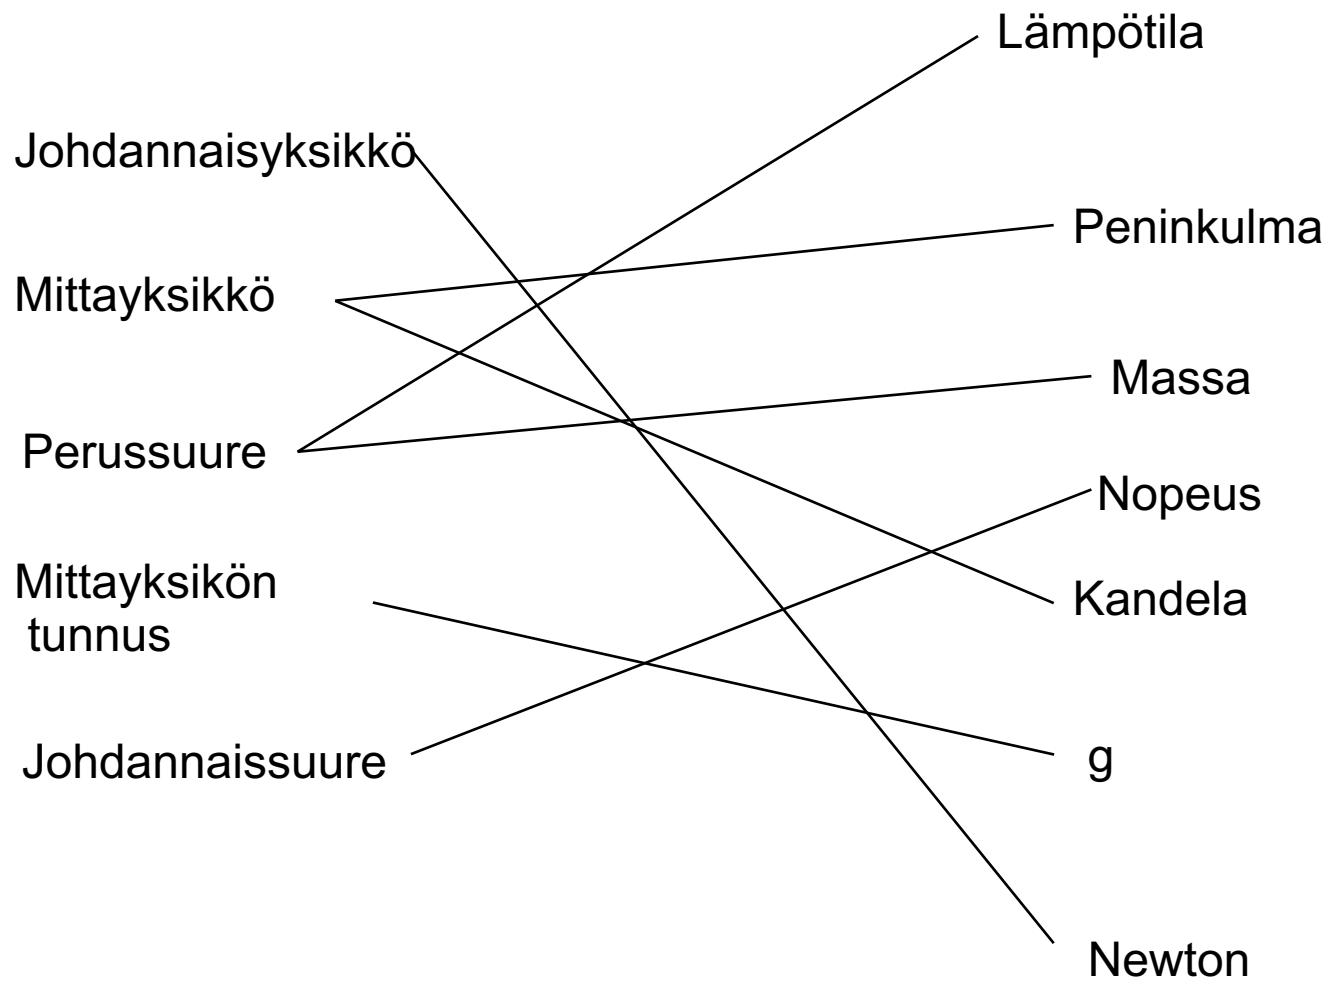 Lämpötila
Johdannaisyksikkö
Peninkulma
Mittayksikkö
Massa
Perussuure
Nopeus
Mittayksikön
tunnus
Kandela
Johdannaissuure
g
Newton